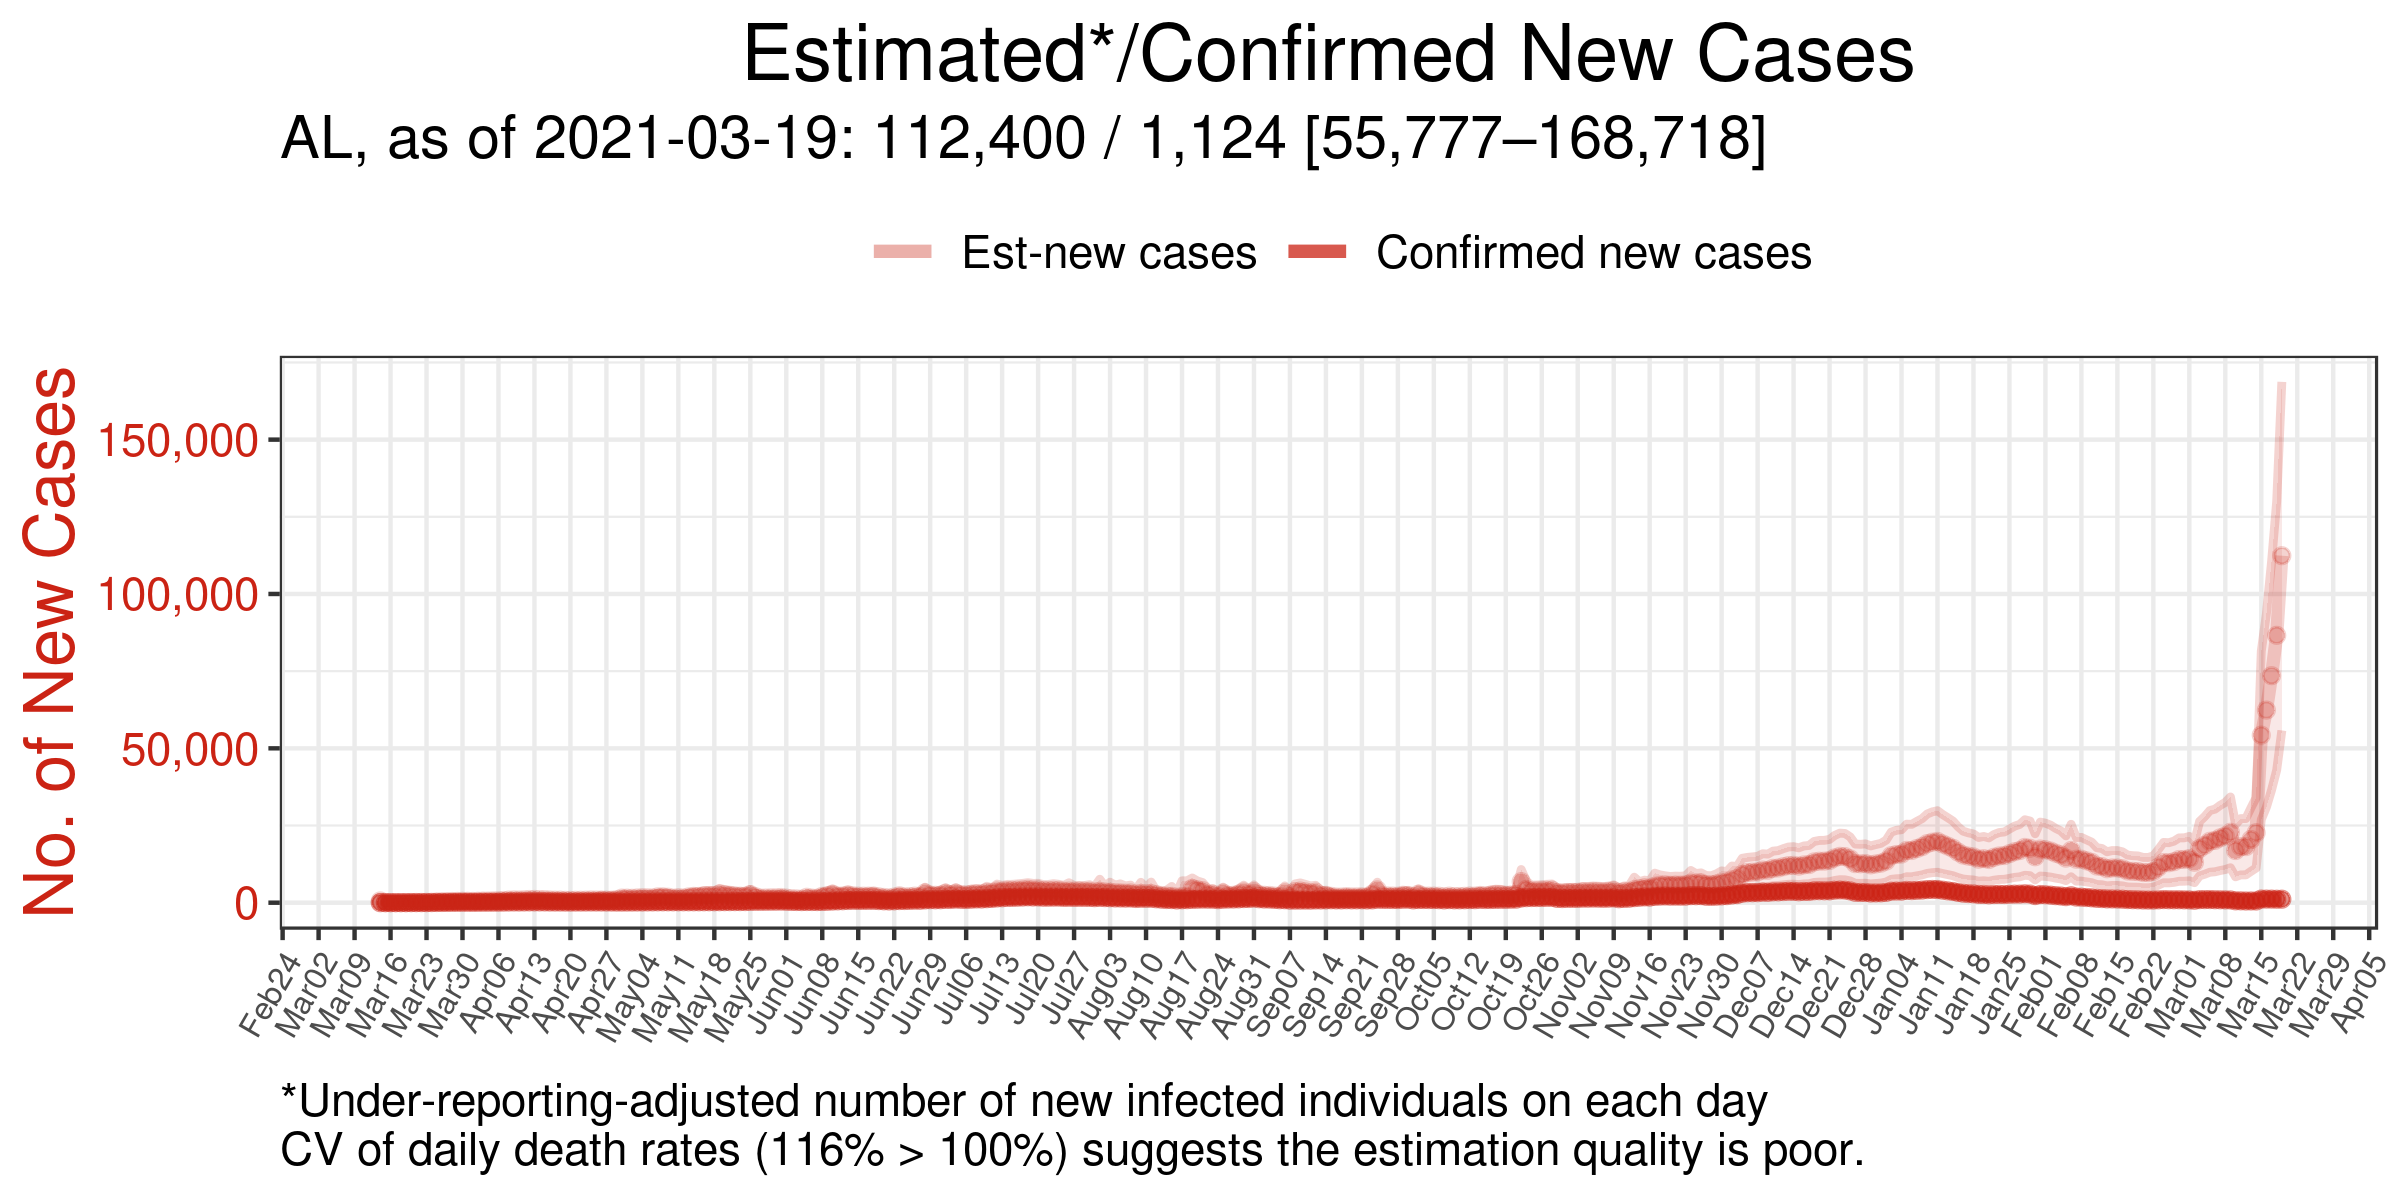 Estimated*/Confirmed New Cases
AL, as of 2021-03-19: 112,400 / 1,124 [55,777–168,718]
Est-new cases
Confirmed new cases
No. of New Cases
150,000
100,000
50,000
0
Feb24
Mar02
Mar09
Mar16
Mar23
Mar30
Apr06
Apr13
Apr20
Apr27
May04
May11
May18
May25
Jun01
Jun08
Jun15
Jun22
Jun29
Jul06
Jul13
Jul20
Jul27
Aug03
Aug10
Aug17
Aug24
Aug31
Sep07
Sep14
Sep21
Sep28
Oct05
Oct12
Oct19
Oct26
Nov02
Nov09
Nov16
Nov23
Nov30
Dec07
Dec14
Dec21
Dec28
Jan04
Jan11
Jan18
Jan25
Feb01
Feb08
Feb15
Feb22
Mar01
Mar08
Mar15
Mar22
Mar29
Apr05
*Under-reporting-adjusted number of new infected individuals on each day
CV of daily death rates (116% > 100%) suggests the estimation quality is poor.